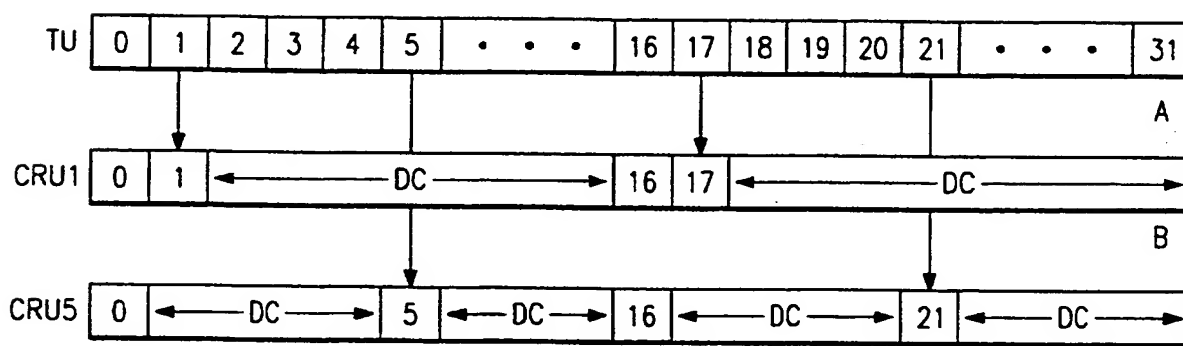 TU 0 1 2 3 4 5 • • • 16 17 18 19 20 21 • • • 31
A
CRU1 0 1 DC 16 17 DC
B
CRU5 0 DC 5 DC 16 DC 21 DC